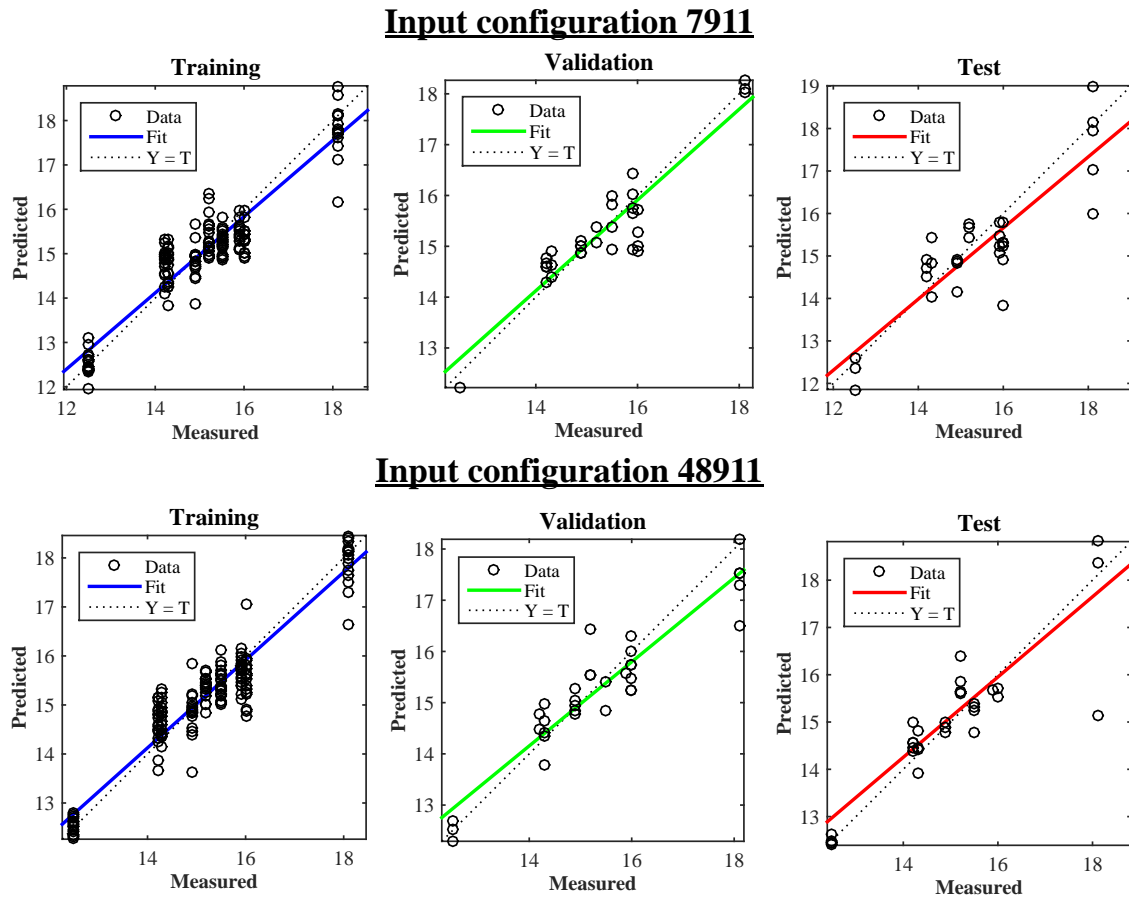 Input configuration 7911
Training
Validation
Test
Data
Fit
Y = T
18
17
16
15
14
13
12
12
14
16
18
Predicted
Measured
Data
Fit
Y = T
18
17
16
15
14
13
14
16
18
Predicted
Measured
Data
Fit
Y = T
19
18
17
16
15
14
13
12
12
14
16
18
Predicted
Measured
Input configuration 48911
Training
Validation
Test
Data
Fit
Y = T
18
17
16
15
14
13
14
16
18
Predicted
Measured
Data
Fit
Y = T
18
17
16
15
14
13
14
16
18
Predicted
Measured
Data
Fit
Y = T
18
17
16
15
14
13
14
16
18
Predicted
Measured